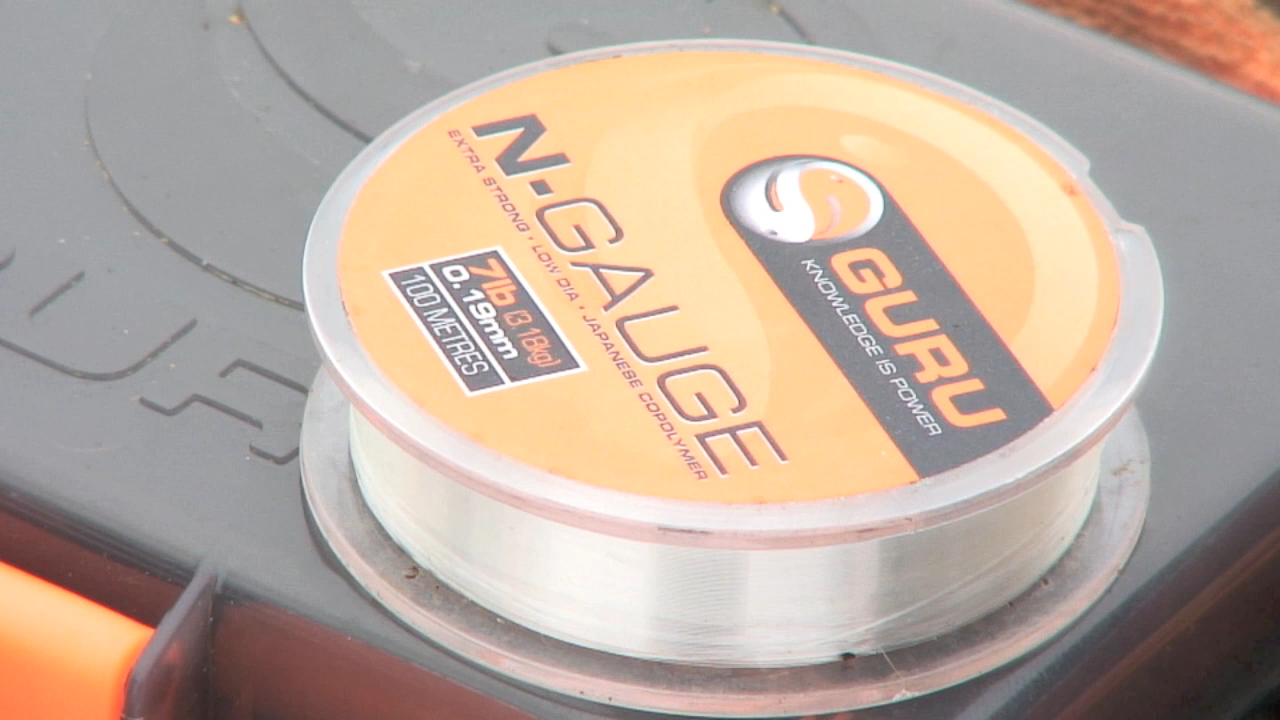 N-GAUGE
EXTRA STRONG · LOW DIA · JAPANESE COPOLYMER
7lb (3.18kg)
0.19mm
100 METRES
GURU
KNOWLEDGE IS POWER